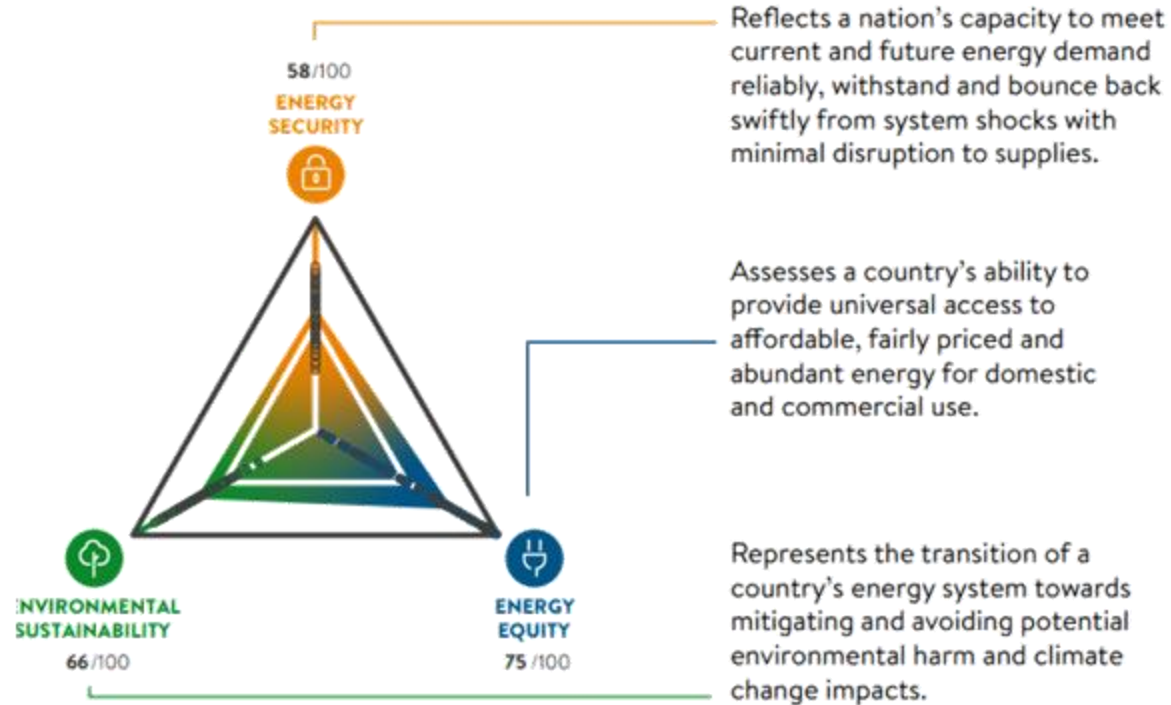 Reflects a nation's capacity to meet
current and future energy demand
reliably, withstand and bounce back
swiftly from system shocks with
minimal disruption to supplies.
58/100
ENERGY
SECURITY
Assesses a country's ability to
provide universal access to
affordable, fairly priced and
abundant energy for domestic
and commercial use.
NVIRONMENTAL
SUSTAINABILITY
66/100
ENERGY
EQUITY
75/100
Represents the transition of a
country's energy system towards
mitigating and avoiding potential
environmental harm and climate
change impacts.